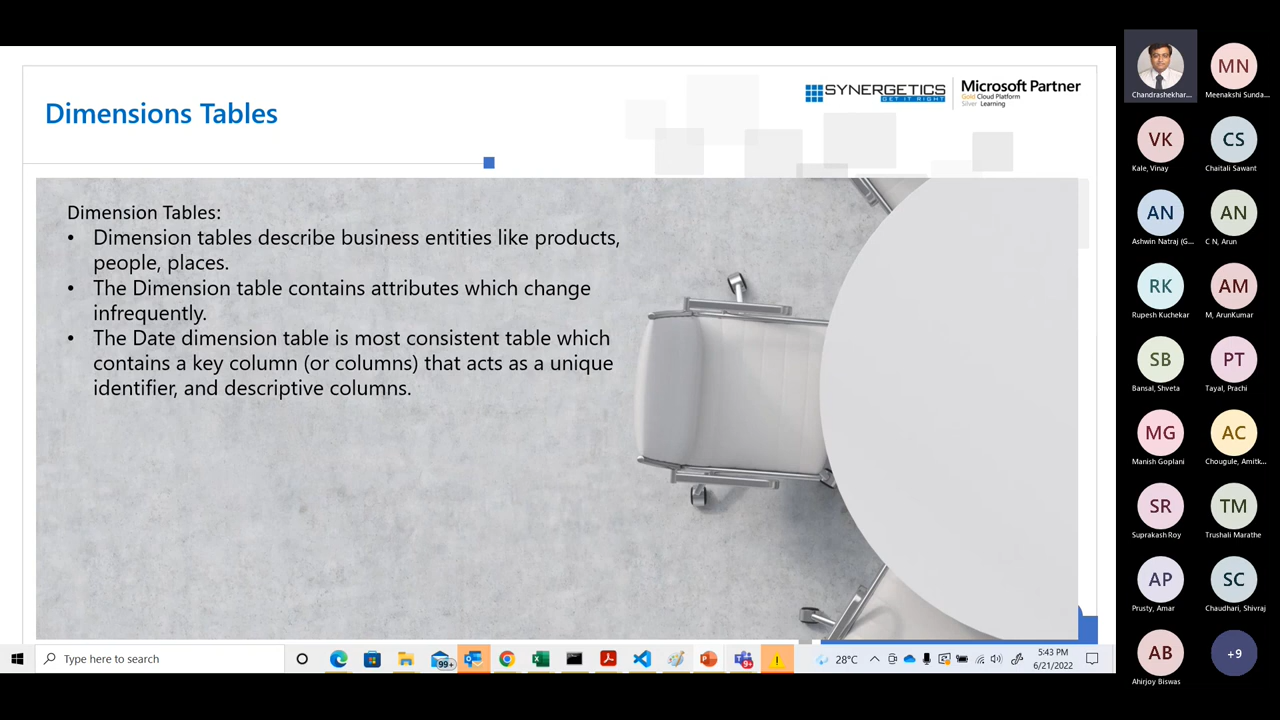 Dimensions Tables
SYNERGETICS
GET IT RIGHT
Microsoft Partner
Gold Cloud Platform
Silver Learning
Dimension Tables:
• Dimension tables describe business entities like products,
people, places.
• The Dimension table contains attributes which change
infrequently.
• The Date dimension table is most consistent table which
contains a key column (or columns) that acts as a unique
identifier, and descriptive columns.
Chandrashekhar...
MN
Meenakshi Sunda...
VK
Kale, Vinay
CS
Chaitali Sawant
AN
Ashwin Natraj (G...
AN
C N, Arun
RK
Rupesh Kuchekar
AM
M, ArunKumar
SB
Bansal, Shveta
PT
Tayal, Prachi
MG
Manish Goplani
AC
Chougule, Amitk...
SR
Suprakash Roy
TM
Trushali Marathe
AP
Prusty, Amar
SC
Chaudhari, Shivraj
AB
Ahirjoy Biswas
+9
Type here to search
99+
9+
28°C
5:43 PM
6/21/2022